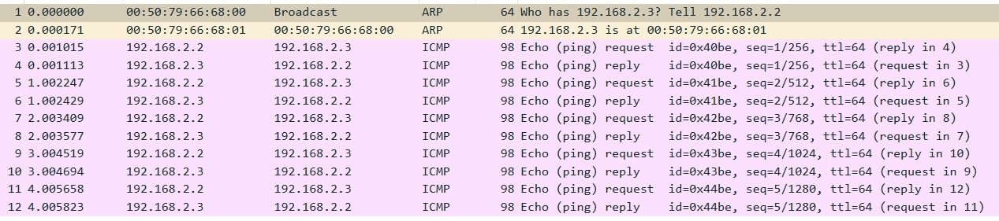 1 0.000000 00:50:79:66:68:00 Broadcast ARP 64 Who has 192.168.2.3? Tell 192.168.2.2
2 0.000171 00:50:79:66:68:01 00:50:79:66:68:00 ARP 64 192.168.2.3 is at 00:50:79:66:68:01
3 0.001015 192.168.2.2 192.168.2.3 ICMP 98 Echo (ping) request id=0x40be, seq=1/256, ttl=64 (reply in 4)
4 0.001113 192.168.2.3 192.168.2.2 ICMP 98 Echo (ping) reply id=0x40be, seq=1/256, ttl=64 (request in 3)
5 1.002247 192.168.2.2 192.168.2.3 ICMP 98 Echo (ping) request id=0x41be, seq=2/512, ttl=64 (reply in 6)
6 1.002429 192.168.2.3 192.168.2.2 ICMP 98 Echo (ping) reply id=0x41be, seq=2/512, ttl=64 (request in 5)
7 2.003409 192.168.2.2 192.168.2.3 ICMP 98 Echo (ping) request id=0x42be, seq=3/768, ttl=64 (reply in 8)
8 2.003577 192.168.2.3 192.168.2.2 ICMP 98 Echo (ping) reply id=0x42be, seq=3/768, ttl=64 (request in 7)
9 3.004519 192.168.2.2 192.168.2.3 ICMP 98 Echo (ping) request id=0x43be, seq=4/1024, ttl=64 (reply in 10)
10 3.004694 192.168.2.3 192.168.2.2 ICMP 98 Echo (ping) reply id=0x43be, seq=4/1024, ttl=64 (request in 9)
11 4.005658 192.168.2.2 192.168.2.3 ICMP 98 Echo (ping) request id=0x44be, seq=5/1280, ttl=64 (reply in 12)
12 4.005823 192.168.2.3 192.168.2.2 ICMP 98 Echo (ping) reply id=0x44be, seq=5/1280, ttl=64 (request in 11)